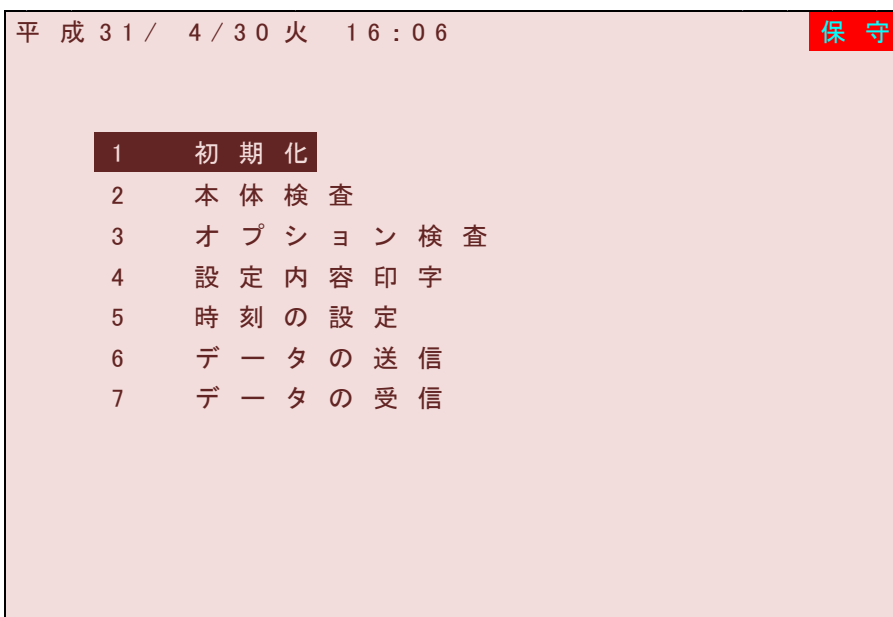 平成31/ 4/30火 16:06 保守
1 初期化
2 本体検査
3 オプション検査
4 設定内容印字
5 時刻の設定
6 データの送信
7 データの受信